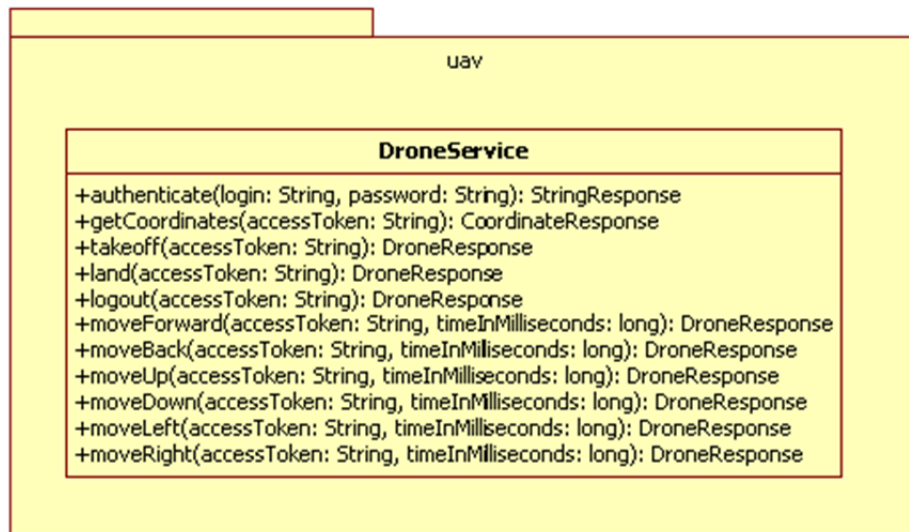 uav
DroneService
+authenticate(login: String, password: String): StringResponse
+getCoordinates(accessToken: String): CoordinateResponse
+takeoff(accessToken: String): DroneResponse
+land(accessToken: String): DroneResponse
+logout(accessToken: String): DroneResponse
+moveForward(accessToken: String, timeInMilliseconds: long): DroneResponse
+moveBack(accessToken: String, timeInMilliseconds: long): DroneResponse
+moveUp(accessToken: String, timeInMilliseconds: long): DroneResponse
+moveDown(accessToken: String, timeInMilliseconds: long): DroneResponse
+moveLeft(accessToken: String, timeInMilliseconds: long): DroneResponse
+moveRight(accessToken: String, timeInMilliseconds: long): DroneResponse